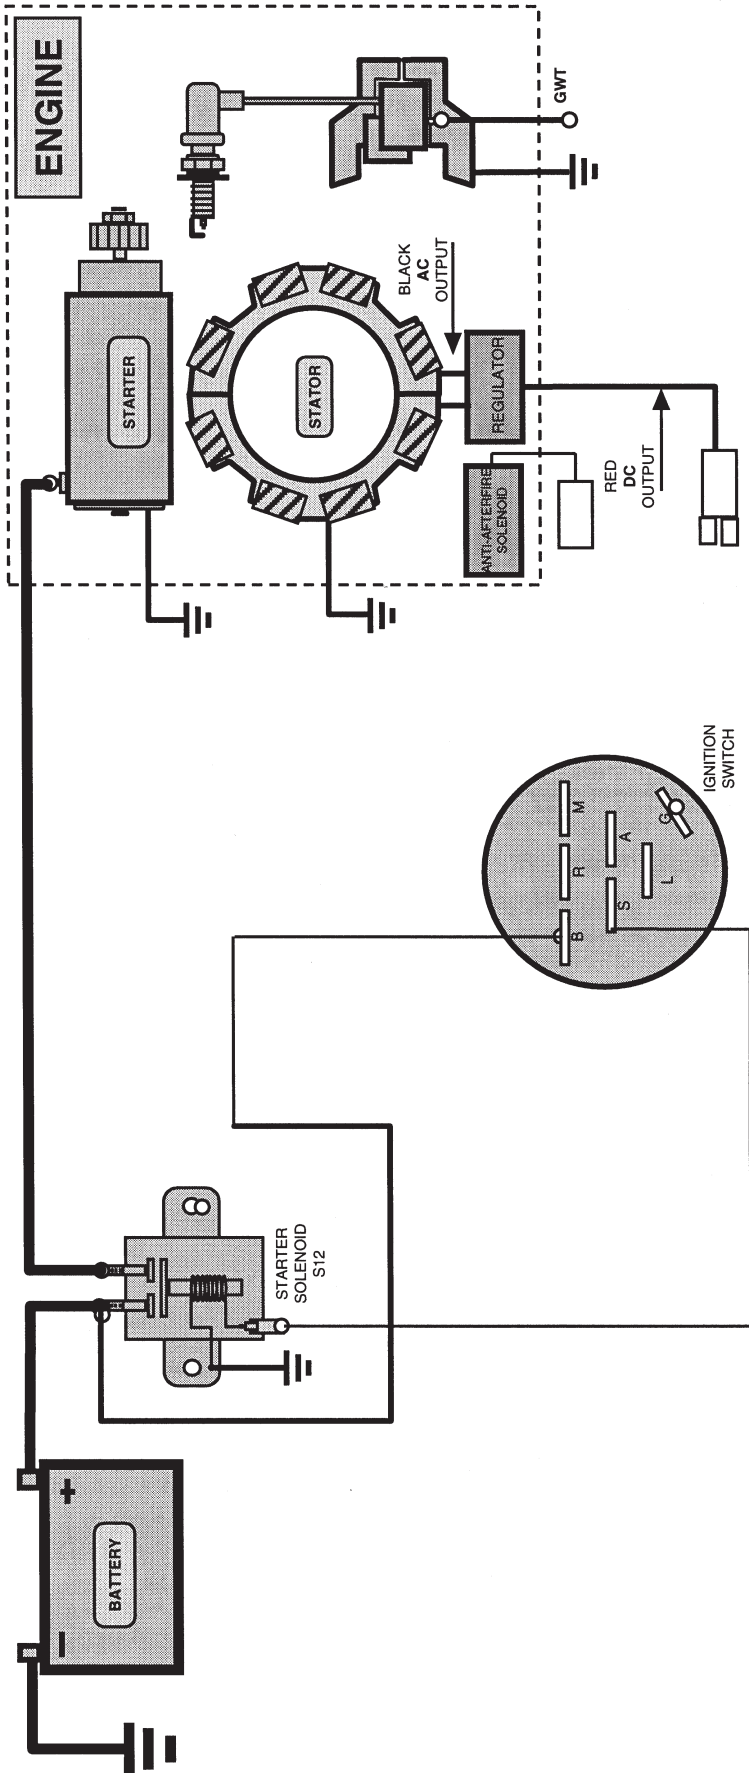 ENGINE
STARTER
STATOR
BLACK
AC
OUTPUT
GWT
REGULATOR
ANTI-AFTERFIRE
SOLENOID
RED
DC
OUTPUT
IGNITION
SWITCH
M
R
B
A
S
L
G
STARTER
SOLENOID
S12
BATTERY
+
−